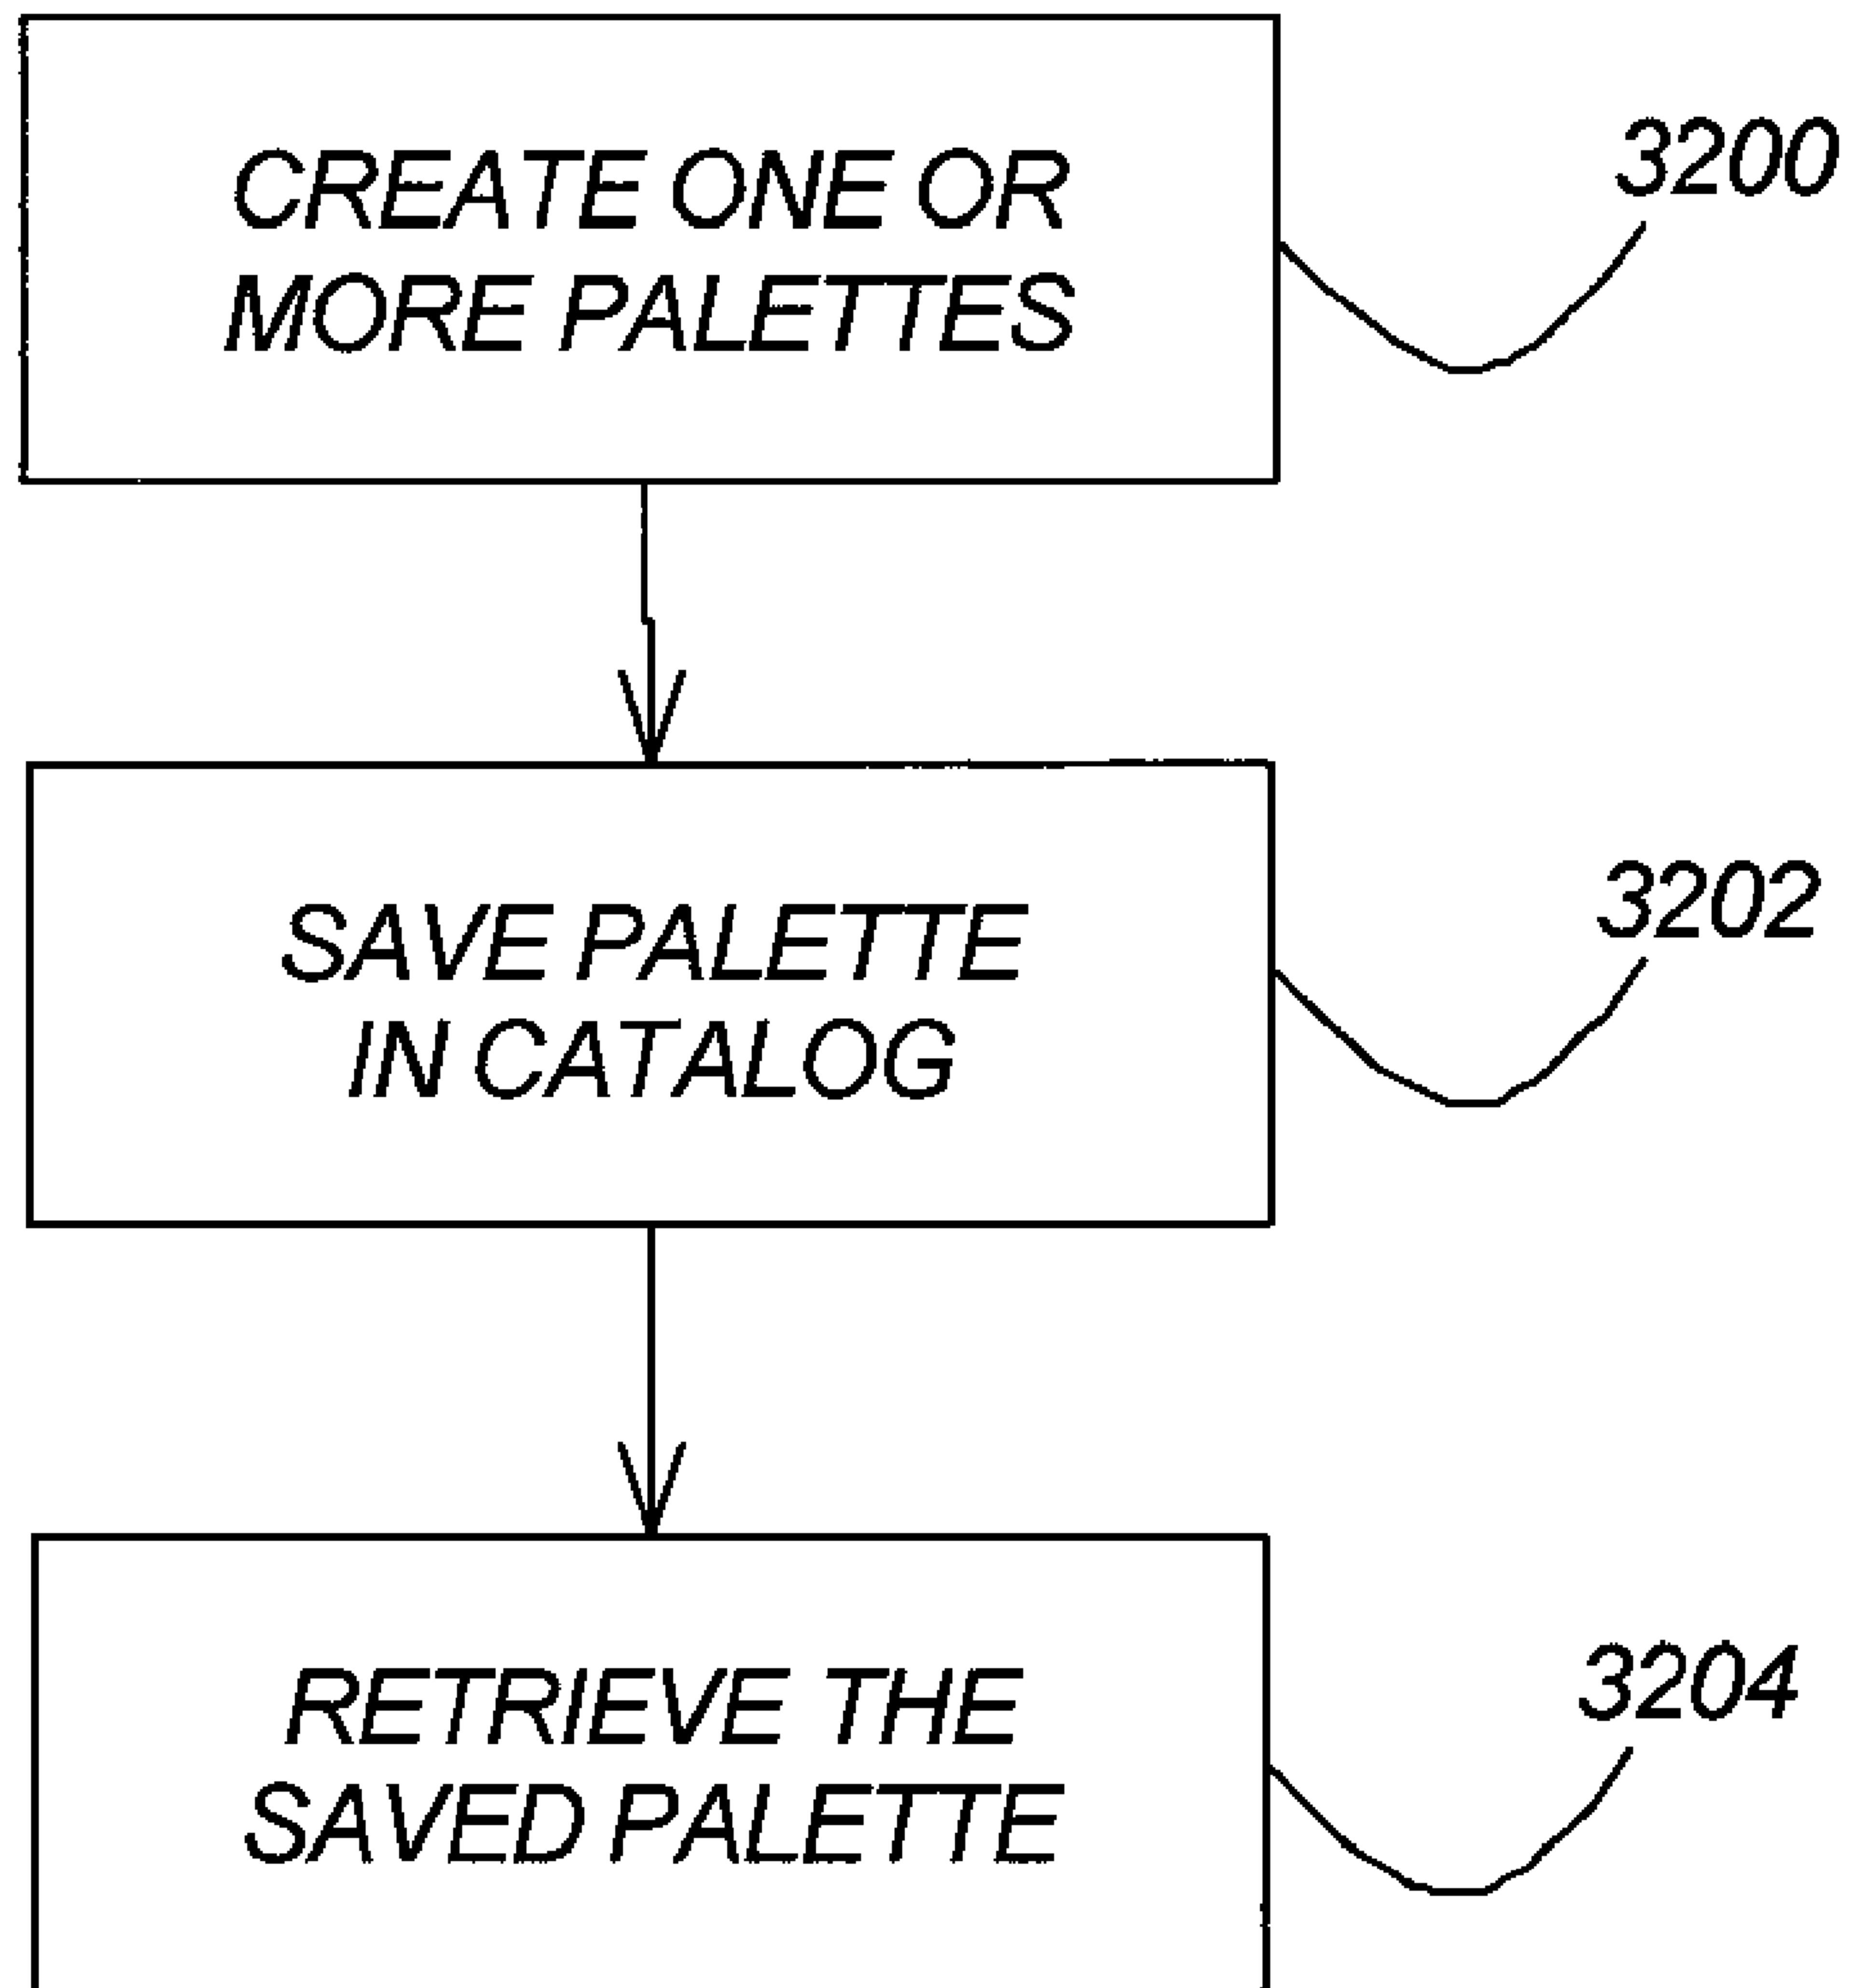 CREATE ONE OR
MORE PALETTES
3200
SAVE PALETTE
IN CATALOG
3202
RETRIEVE THE
SAVED PALETTE
3204